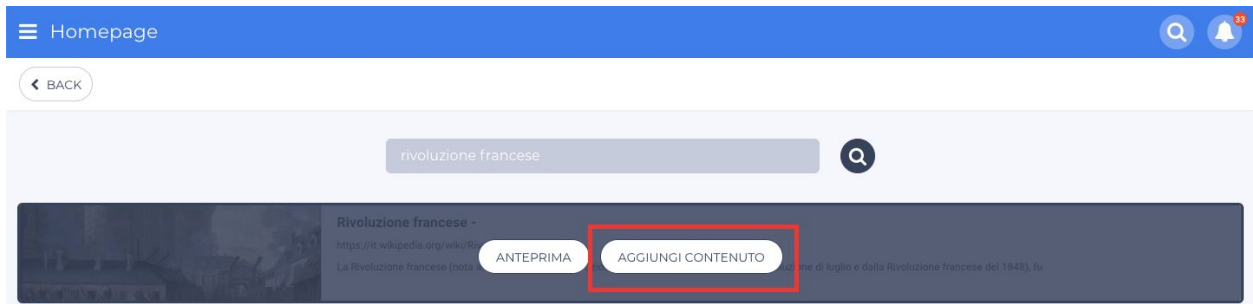 Homepage
33
BACK
rivoluzione francese
Rivoluzione francese -
https://it.wikipedia.org/wiki/Ri
ANTEPRIMA
AGGIUNGI CONTENUTO
La Rivoluzione francese (nota di luglio e dalla Rivoluzione francese del 1848), fu